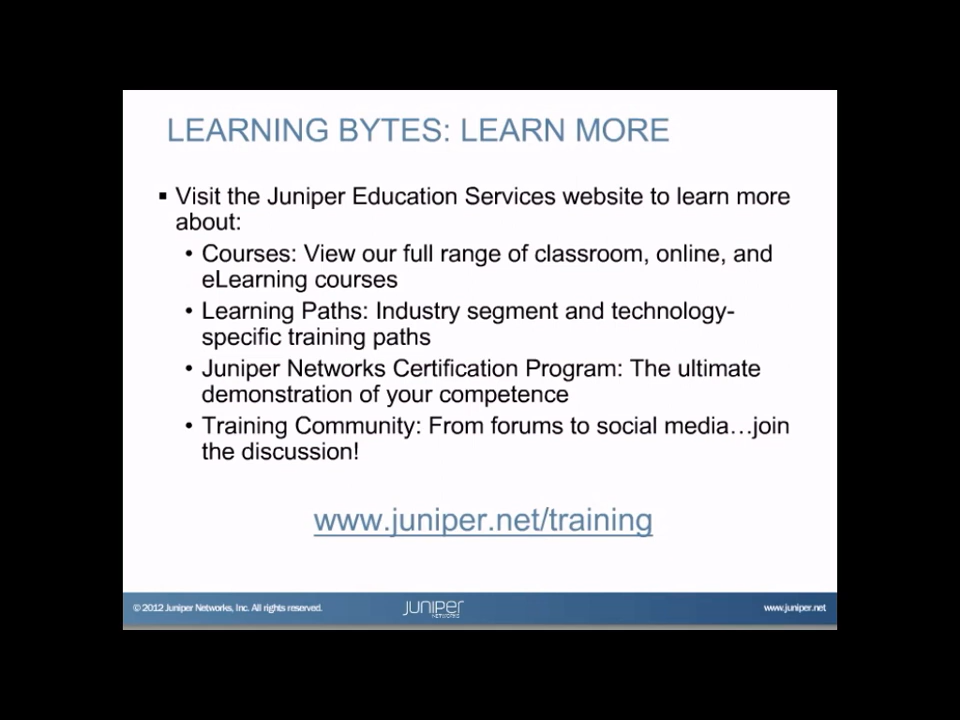 LEARNING BYTES: LEARN MORE
▪ Visit the Juniper Education Services website to learn more
about:
• Courses: View our full range of classroom, online, and
eLearning courses
• Learning Paths: Industry segment and technology-
specific training paths
• Juniper Networks Certification Program: The ultimate
demonstration of your competence
• Training Community: From forums to social media…join
the discussion!
www.juniper.net/training
© 2012 Juniper Networks, Inc. All rights reserved.
JUNIPER
NETWORKS
www.juniper.net